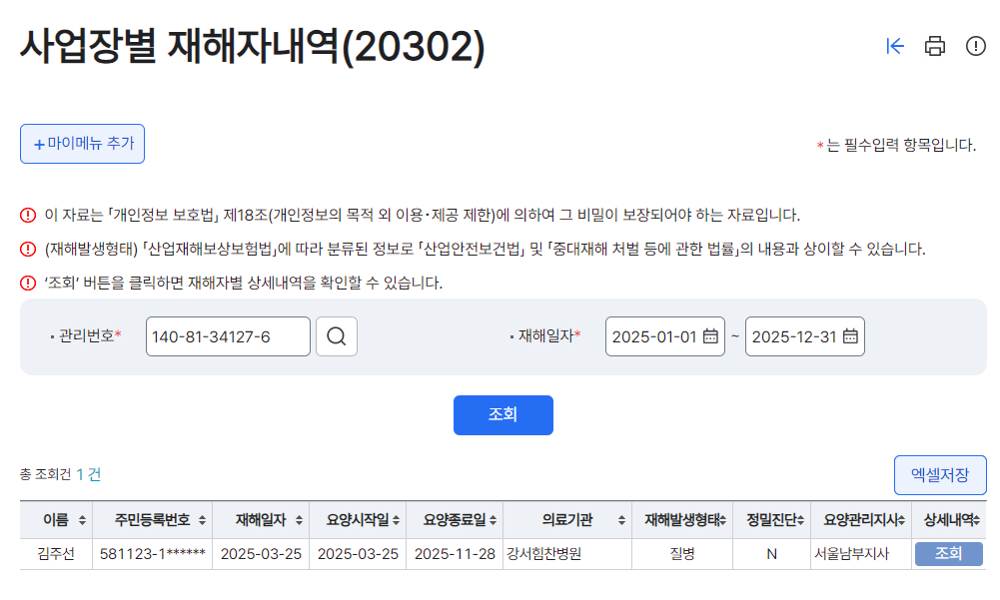 사업장별 재해자내역(20302)
+마이메뉴 추가
*는 필수입력 항목입니다.
이 자료는 「개인정보 보호법」 제18조(개인정보의 목적 외 이용·제공 제한)에 의하여 그 비밀이 보장되어야 하는 자료입니다.
(재해발생형태) 「산업재해보상보험법」에 따라 분류된 정보로 「산업안전보건법」 및 「중대재해 처벌 등에 관한 법률」의 내용과 상이할 수 있습니다.
‘조회’ 버튼을 클릭하면 재해자별 상세내역을 확인할 수 있습니다.
· 관리번호* 140-81-34127-6 · 재해일자* 2025-01-01 ~ 2025-12-31
조회
총 조회건 1 건
엑셀저장
이름 주민등록번호 재해일자 요양시작일 요양종료일 의료기관 재해발생형태 정밀진단 요양관리지사 상세내역
김주선 581123-1****** 2025-03-25 2025-03-25 2025-11-28 강서힘찬병원 질병 N 서울남부지사 조회